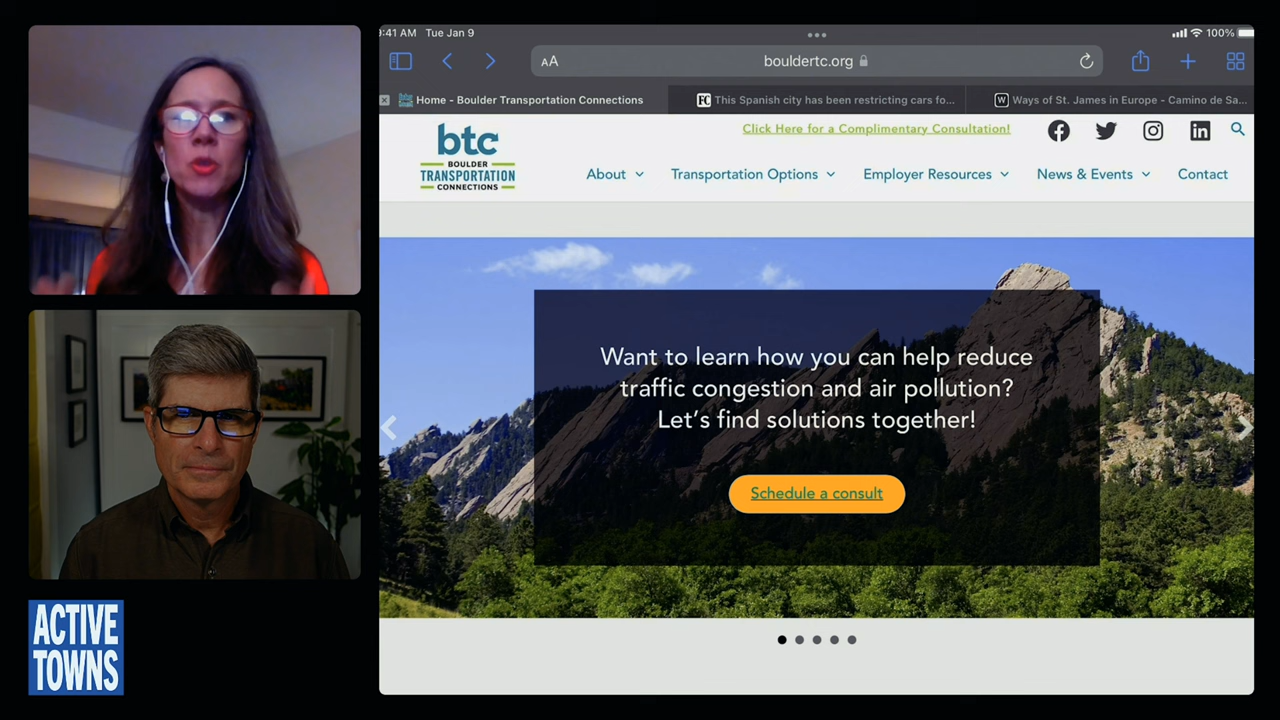 :41 AM Tue Jan 9
100%
AA
bouldertc.org
Home - Boulder Transportation Connections
FC
This Spanish city has been restricting cars fo...
W
Ways of St. James in Europe - Camino de Sa...
Click Here for a Complimentary Consultation!
btc
BOULDER
TRANSPORTATION
CONNECTIONS
About
Transportation Options
Employer Resources
News & Events
Contact
Want to learn how you can help reduce
traffic congestion and air pollution?
Let's find solutions together!
Schedule a consult
ACTIVE
TOWNS